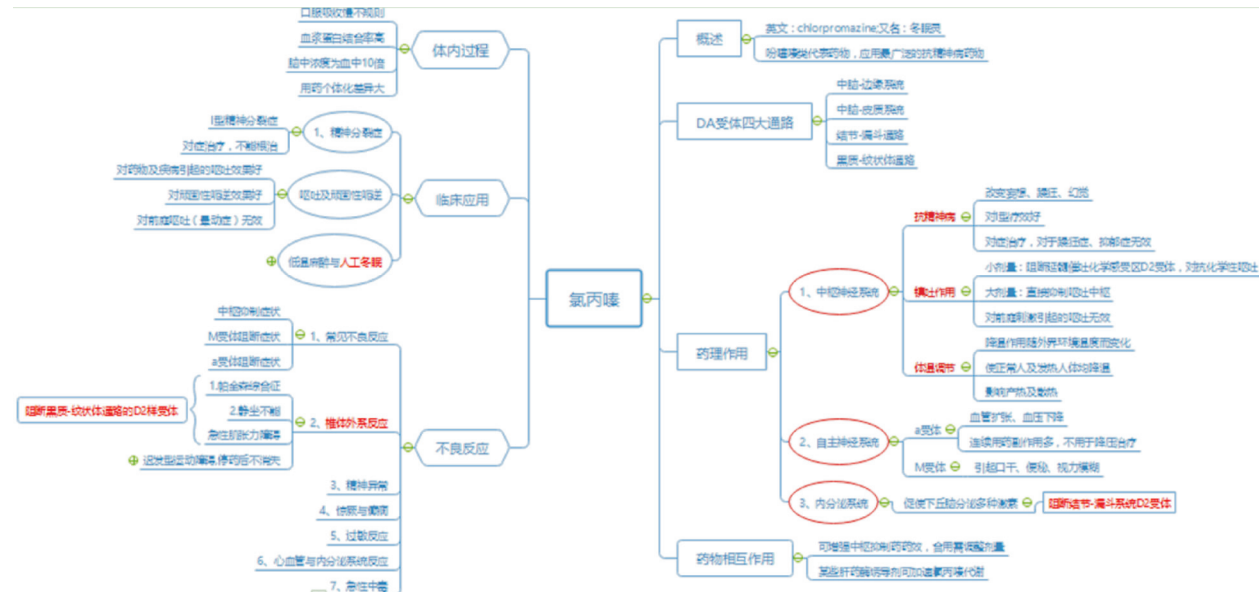 氯丙嗪
概述
英文：chlorpromazine;又名：冬眠灵
吩噻嗪类代表药物，应用最广泛的抗精神病药物
DA受体四大通路
中脑-边缘系统
中脑-皮质系统
结节-漏斗通路
黑质-纹状体通路
药理作用
1、中枢神经系统
抗精神病
改变妄想、躁狂、幻觉
对I型疗效好
对症治疗，对于躁狂症、抑郁症无效
镇吐作用
小剂量：阻断延髓催吐化学感受区D2受体，对抗化学性呕吐
大剂量：直接抑制呕吐中枢
对前庭刺激引起的呕吐无效
体温调节
降温作用随外界环境温度而变化
使正常人及发热人体均降温
影响产热及散热
2、自主神经系统
a受体
血管扩张、血压下降
连续用药副作用多，不用于降压治疗
M受体
引起口干、便秘、视力模糊
3、内分泌系统
促使下丘脑分泌多种激素
阻断结节-漏斗系统D2受体
药物相互作用
可增强中枢抑制药药效，合用需调整剂量
某些肝药酶诱导剂可加速氯丙嗪代谢
体内过程
口服吸收慢不规则
血浆蛋白结合率高
脑中浓度为血中10倍
用药个体化差异大
临床应用
1、精神分裂症
I型精神分裂症
对症治疗，不能根治
呕吐及顽固性呃逆
对药物及疾病引起的呕吐效果好
对顽固性呃逆效果好
对前庭呕吐（晕动症）无效
低温麻醉与人工冬眠
不良反应
1、常见不良反应
中枢抑制症状
M受体阻断症状
a受体阻断症状
2、椎体外系反应
1.帕金森综合征
2.静坐不能
急性肌张力障碍
阻断黑质-纹状体通路的D2样受体
迟发型运动障碍,停药后不消失
3、精神异常
4、惊厥与癫痫
5、过敏反应
6、心血管与内分泌系统反应
7、急性中毒